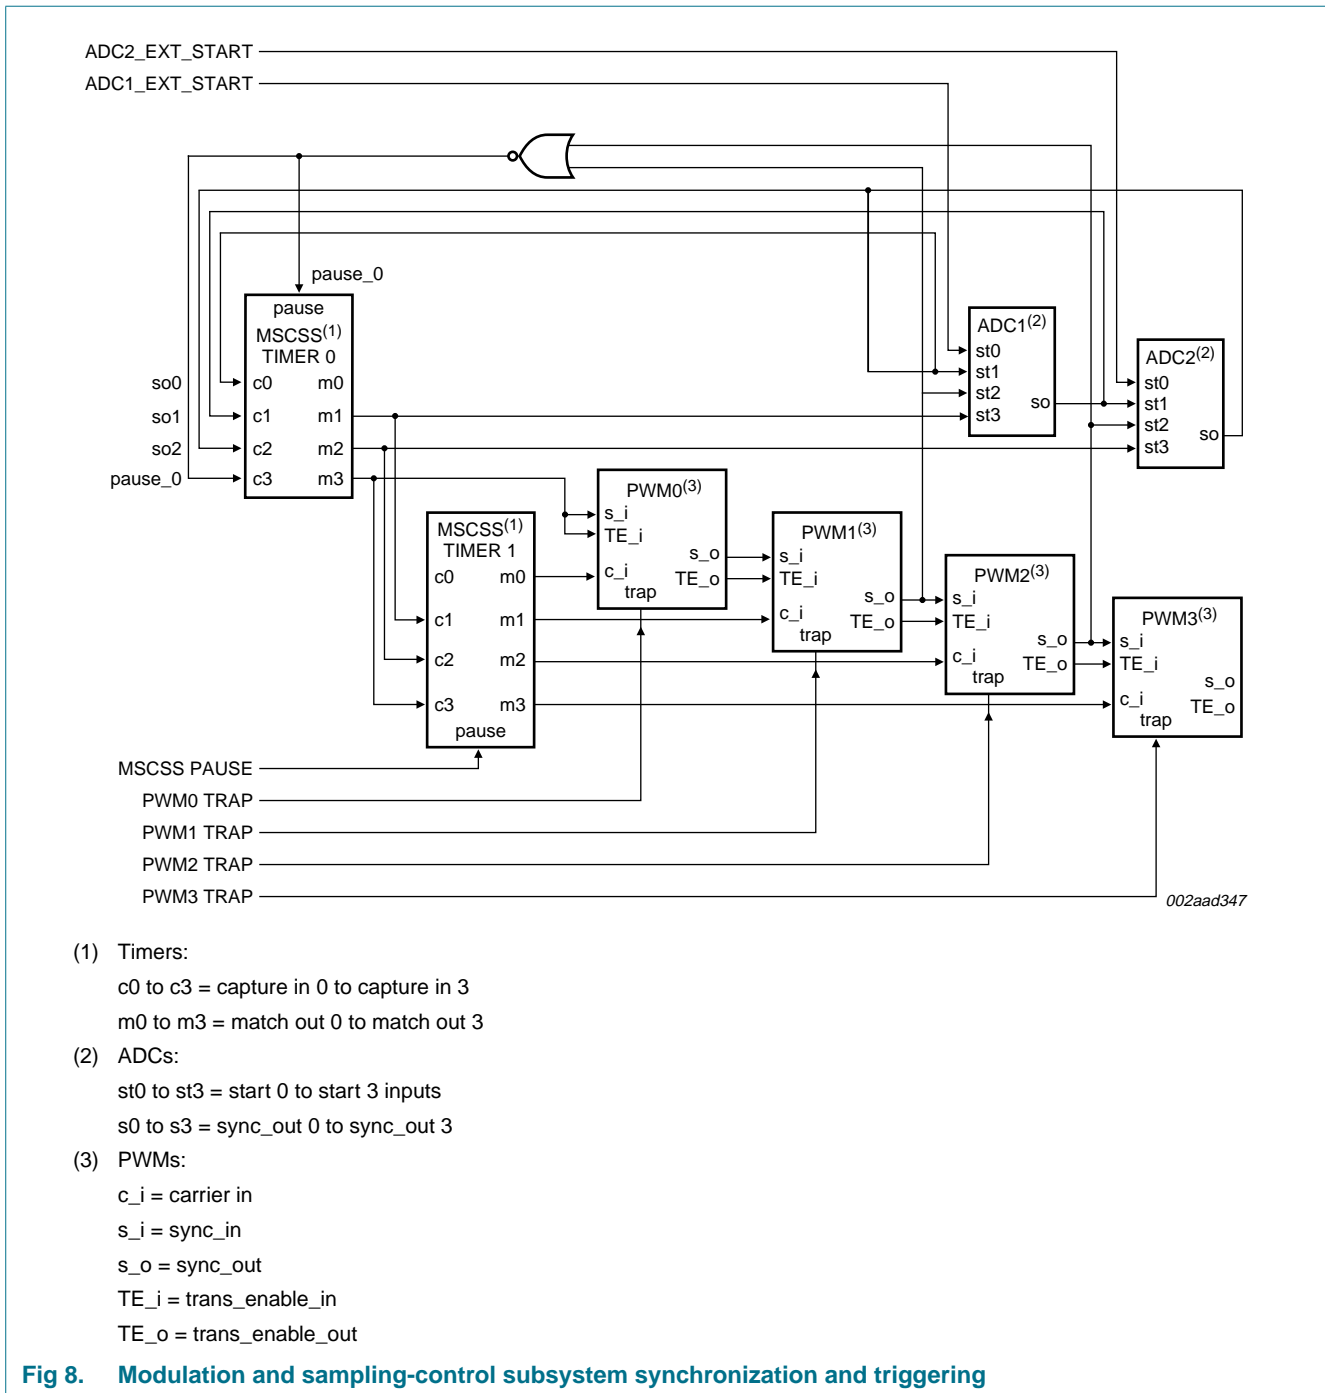 ADC2_EXT_START
ADC1_EXT_START
pause_0
pause
MSCSS(1)
TIMER 0
so0
c0 m0
so1
c1 m1
so2
c2 m2
pause_0
c3 m3
ADC1(2)
st0
st1
st2
so
st3
ADC2(2)
st0
st1
st2
so
st3
MSCSS(1)
TIMER 1
c0 m0
c1 m1
c2 m2
c3 m3
pause
PWM0(3)
s_i
TE_i
s_o
TE_o
c_i
trap
PWM1(3)
s_i
TE_i
s_o
TE_o
c_i
trap
PWM2(3)
s_i
TE_i
s_o
TE_o
c_i
trap
PWM3(3)
s_i
TE_i
s_o
TE_o
c_i
trap
MSCSS PAUSE
PWM0 TRAP
PWM1 TRAP
PWM2 TRAP
PWM3 TRAP
002aad347
(1) Timers:
c0 to c3 = capture in 0 to capture in 3
m0 to m3 = match out 0 to match out 3
(2) ADCs:
st0 to st3 = start 0 to start 3 inputs
s0 to s3 = sync_out 0 to sync_out 3
(3) PWMs:
c_i = carrier in
s_i = sync_in
s_o = sync_out
TE_i = trans_enable_in
TE_o = trans_enable_out
Fig 8. Modulation and sampling-control subsystem synchronization and triggering